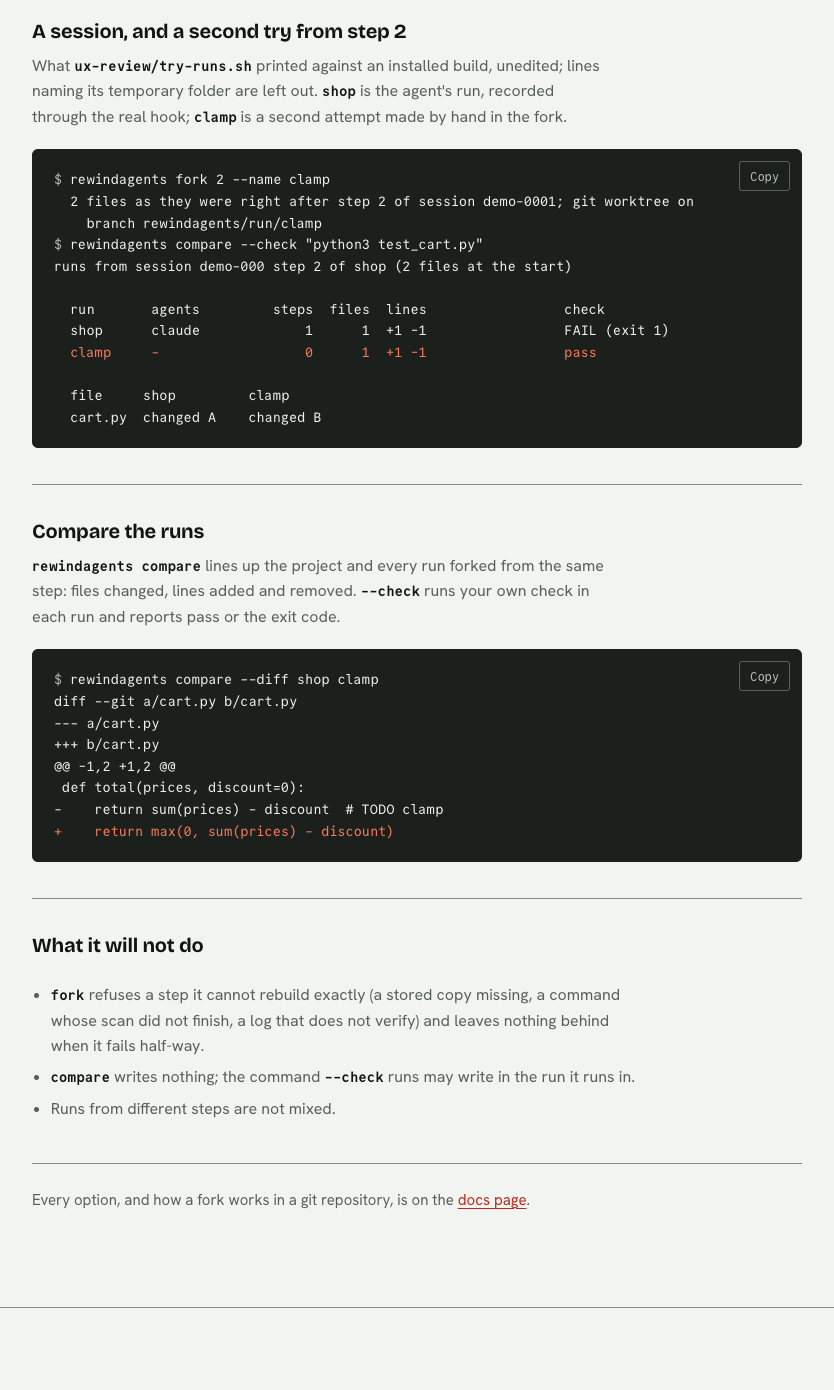 A session, and a second try from step 2
What ux-review/try-runs.sh printed against an installed build, unedited; lines
naming its temporary folder are left out. shop is the agent's run, recorded
through the real hook; clamp is a second attempt made by hand in the fork.
Copy
$ rewindagents fork 2 --name clamp
  2 files as they were right after step 2 of session demo-0001; git worktree on
    branch rewindagents/run/clamp
$ rewindagents compare --check "python3 test_cart.py"
runs from session demo-000 step 2 of shop (2 files at the start)
  run       agents         steps  files  lines                 check
  shop      claude             1      1  +1 -1                 FAIL (exit 1)
  clamp     -                  0      1  +1 -1                 pass
  file     shop         clamp
  cart.py  changed A    changed B
Compare the runs
rewindagents compare lines up the project and every run forked from the same
step: files changed, lines added and removed. --check runs your own check in
each run and reports pass or the exit code.
Copy
$ rewindagents compare --diff shop clamp
diff --git a/cart.py b/cart.py
--- a/cart.py
+++ b/cart.py
@@ -1,2 +1,2 @@
 def total(prices, discount=0):
-    return sum(prices) - discount  # TODO clamp
+    return max(0, sum(prices) - discount)
What it will not do
• fork refuses a step it cannot rebuild exactly (a stored copy missing, a command
whose scan did not finish, a log that does not verify) and leaves nothing behind
when it fails half-way.
• compare writes nothing; the command --check runs may write in the run it runs in.
• Runs from different steps are not mixed.
Every option, and how a fork works in a git repository, is on the docs page.